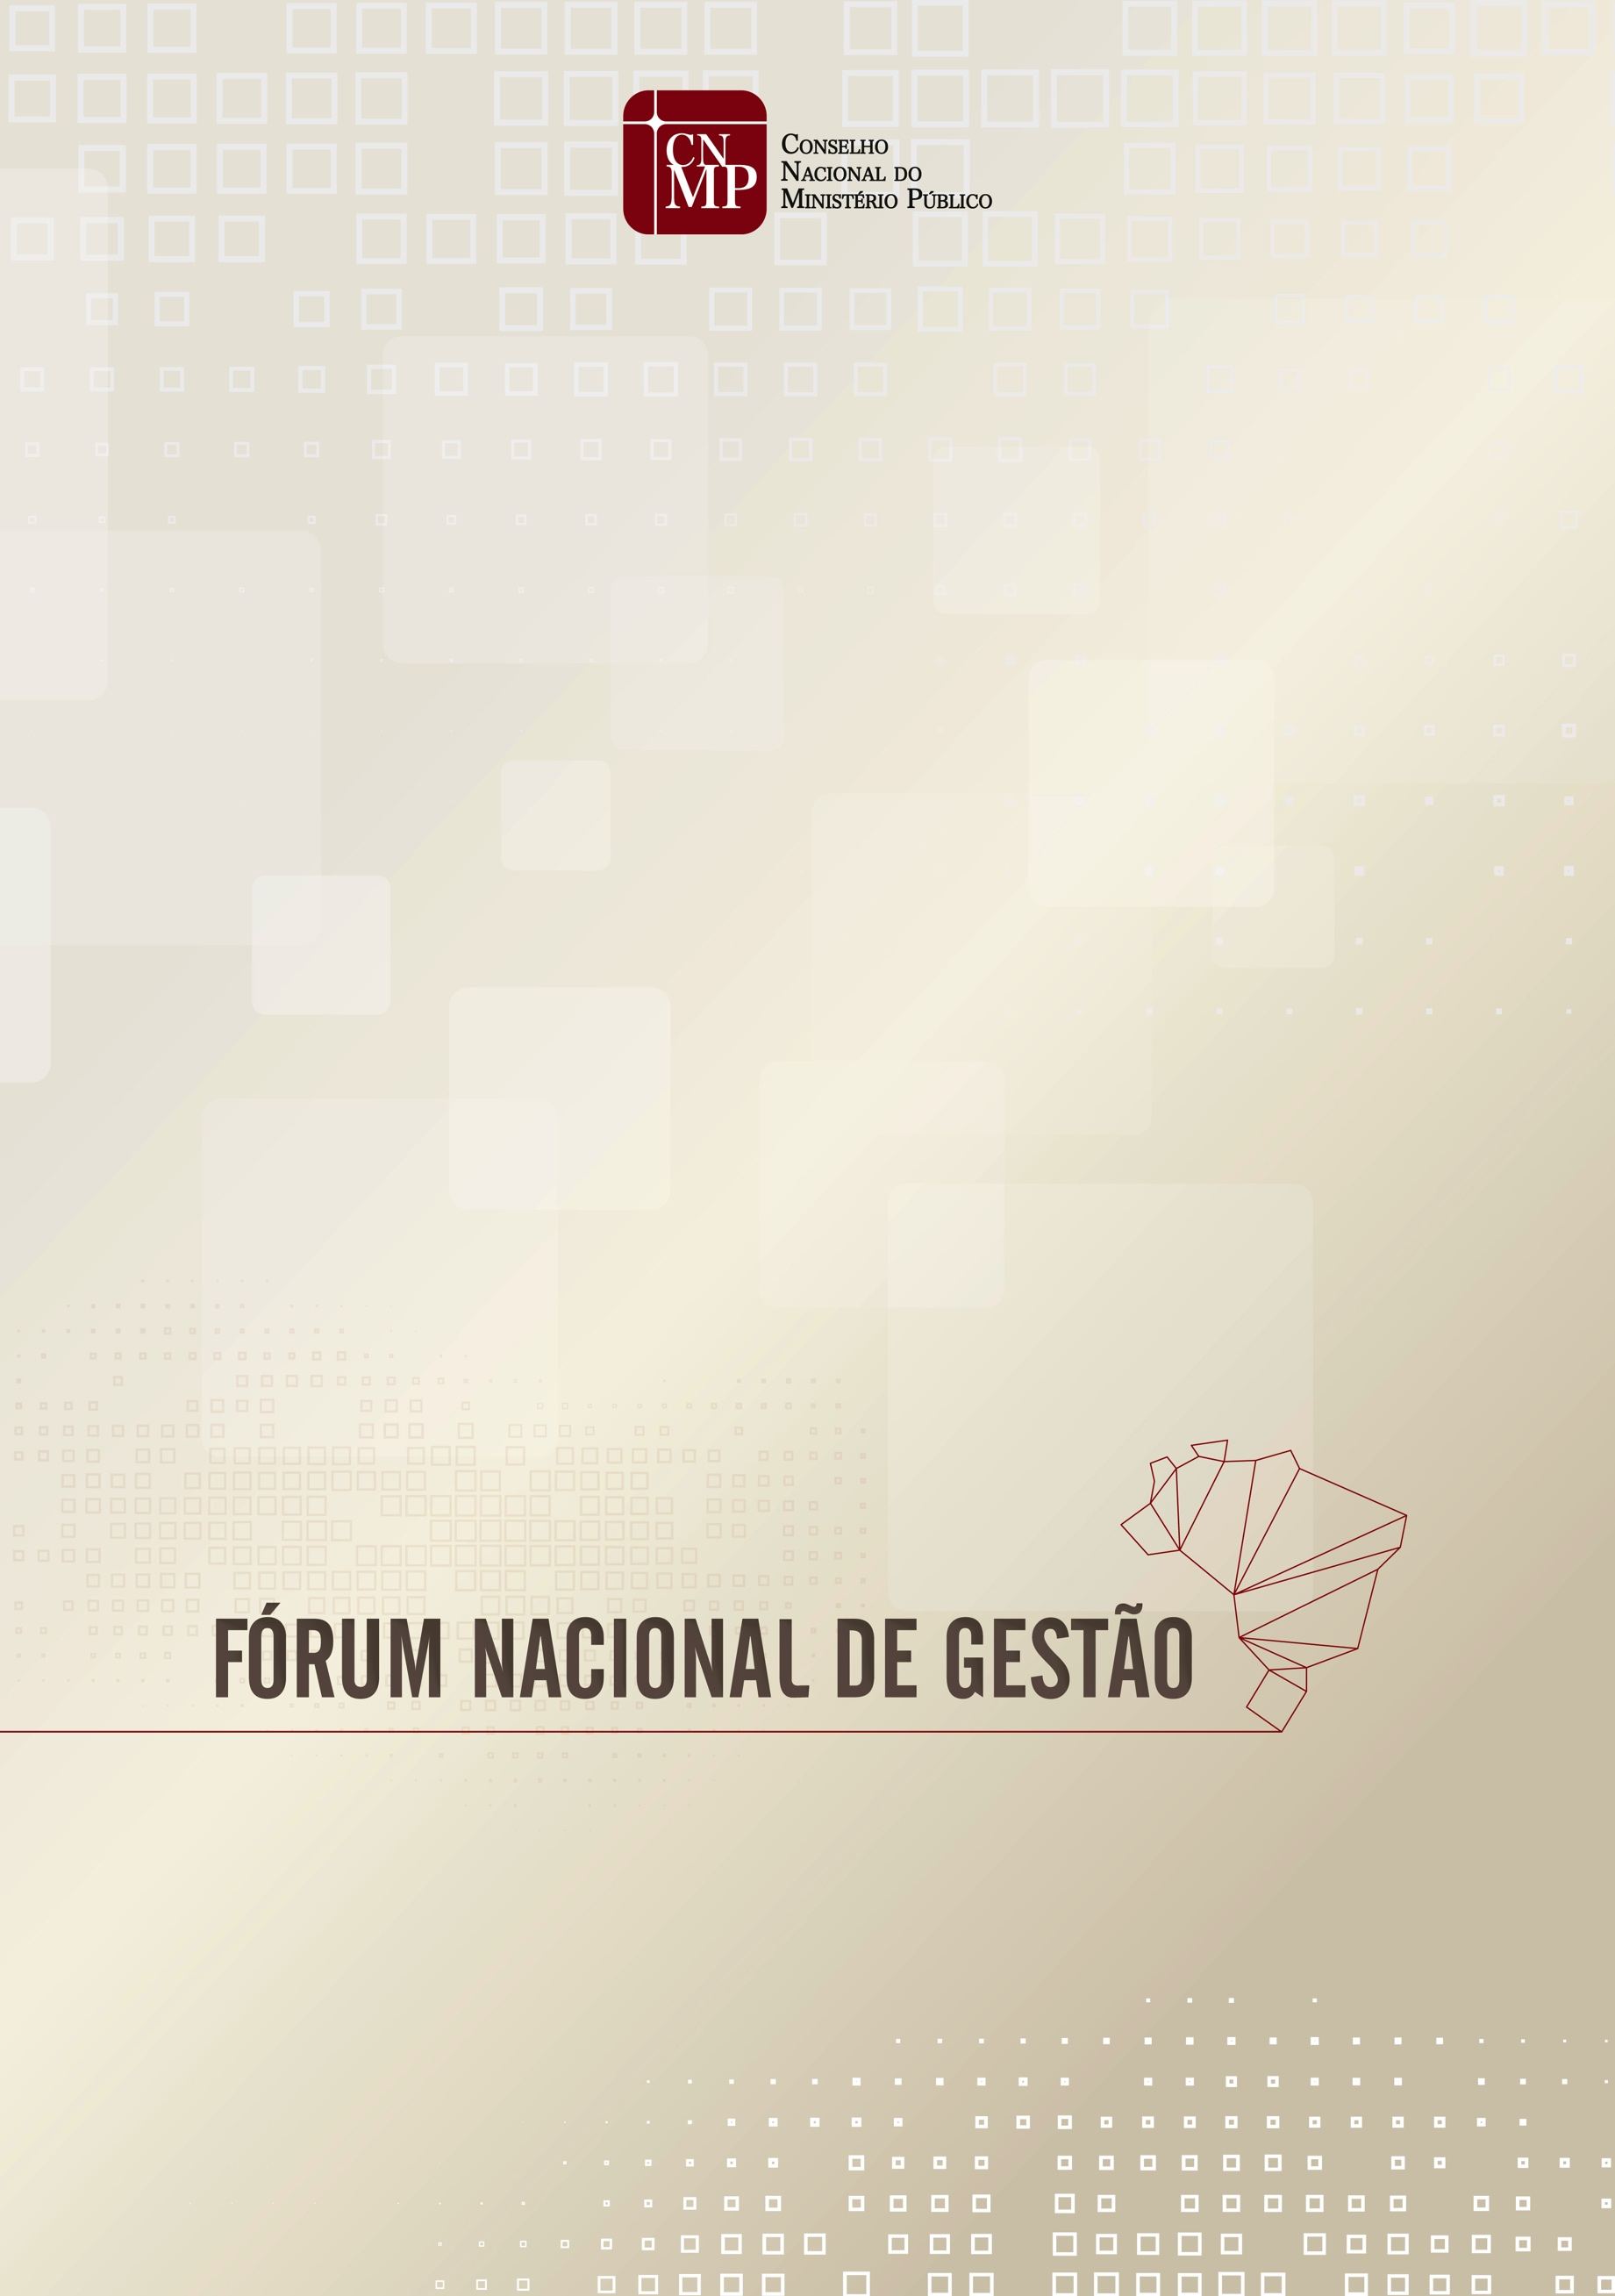 CN
MP
Conselho
Nacional do
Ministério Público
FÓRUM NACIONAL DE GESTÃO